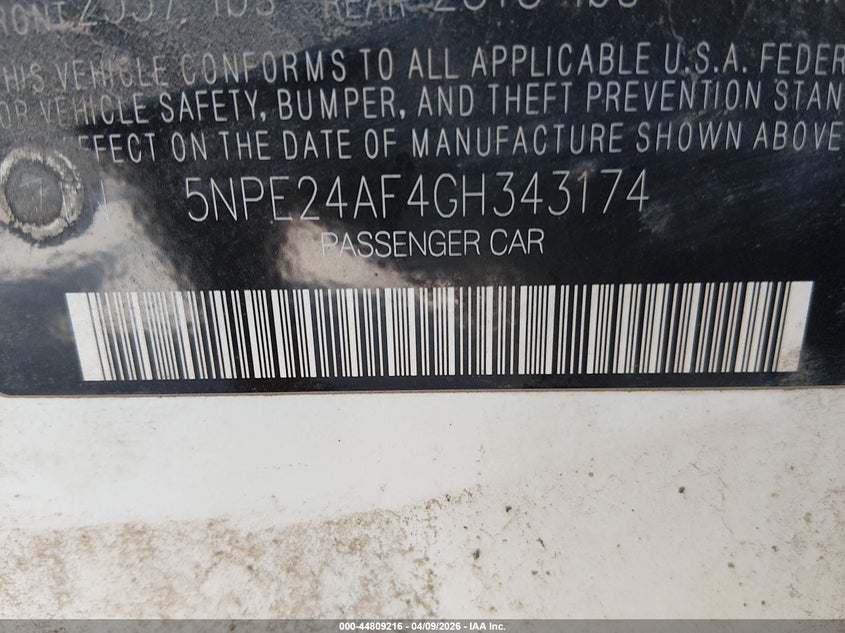 THIS VEHICLE CONFORMS TO ALL APPLICABLE U.S.A. FEDER
OR VEHICLE SAFETY, BUMPER, AND THEFT PREVENTION STAN
EFFECT ON THE DATE OF MANUFACTURE SHOWN ABOVE
5NPE24AF4GH343174
PASSENGER CAR
000-44809216 | 04/09/2026 | IAA Inc.